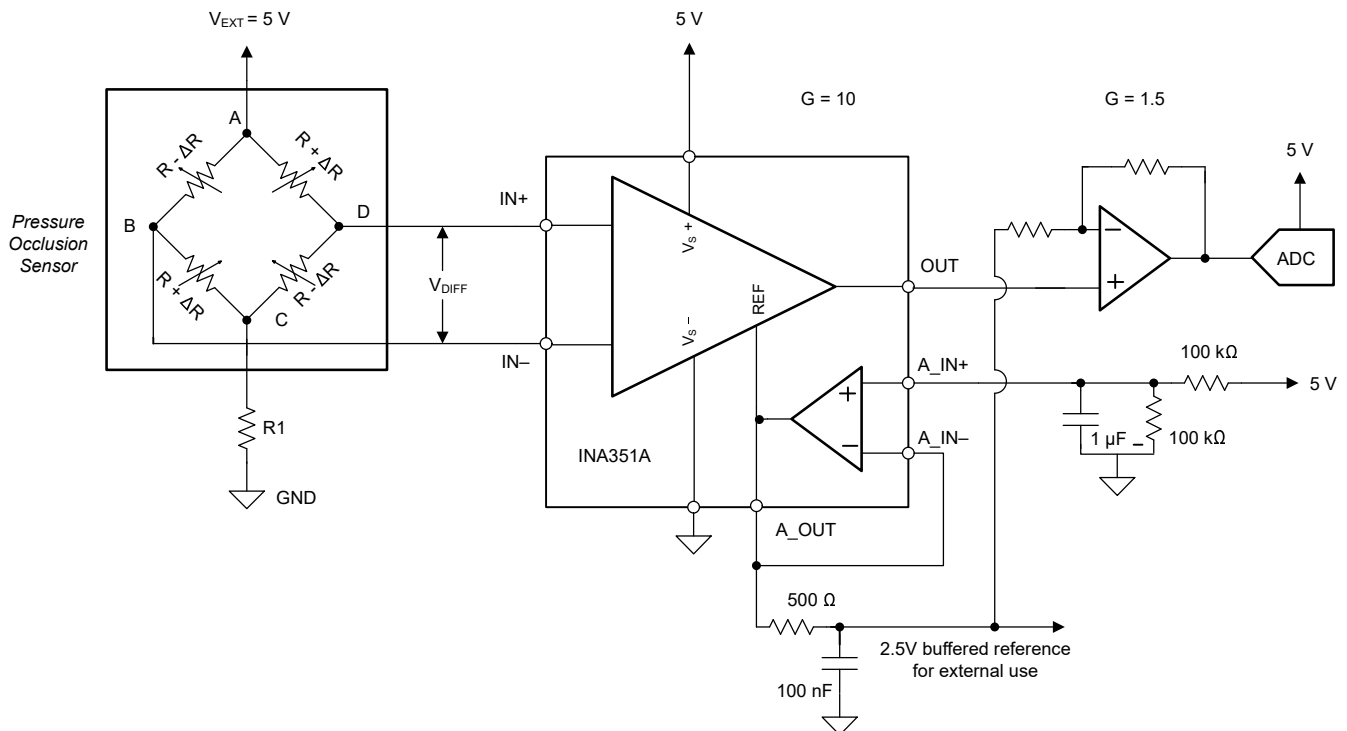 V_EXT = 5 V
5 V
G = 10
G = 1.5
5 V
A
R - ΔR
R + ΔR
IN+
Pressure
Occlusion
Sensor
B
D
V_S +
ADC
R + ΔR
R - ΔR
V_DIFF
OUT
REF
C
V_S –
IN–
A_IN+
100 kΩ
5 V
R1
1 µF
100 kΩ
A_IN–
INA351A
GND
A_OUT
500 Ω
2.5V buffered reference
for external use
100 nF